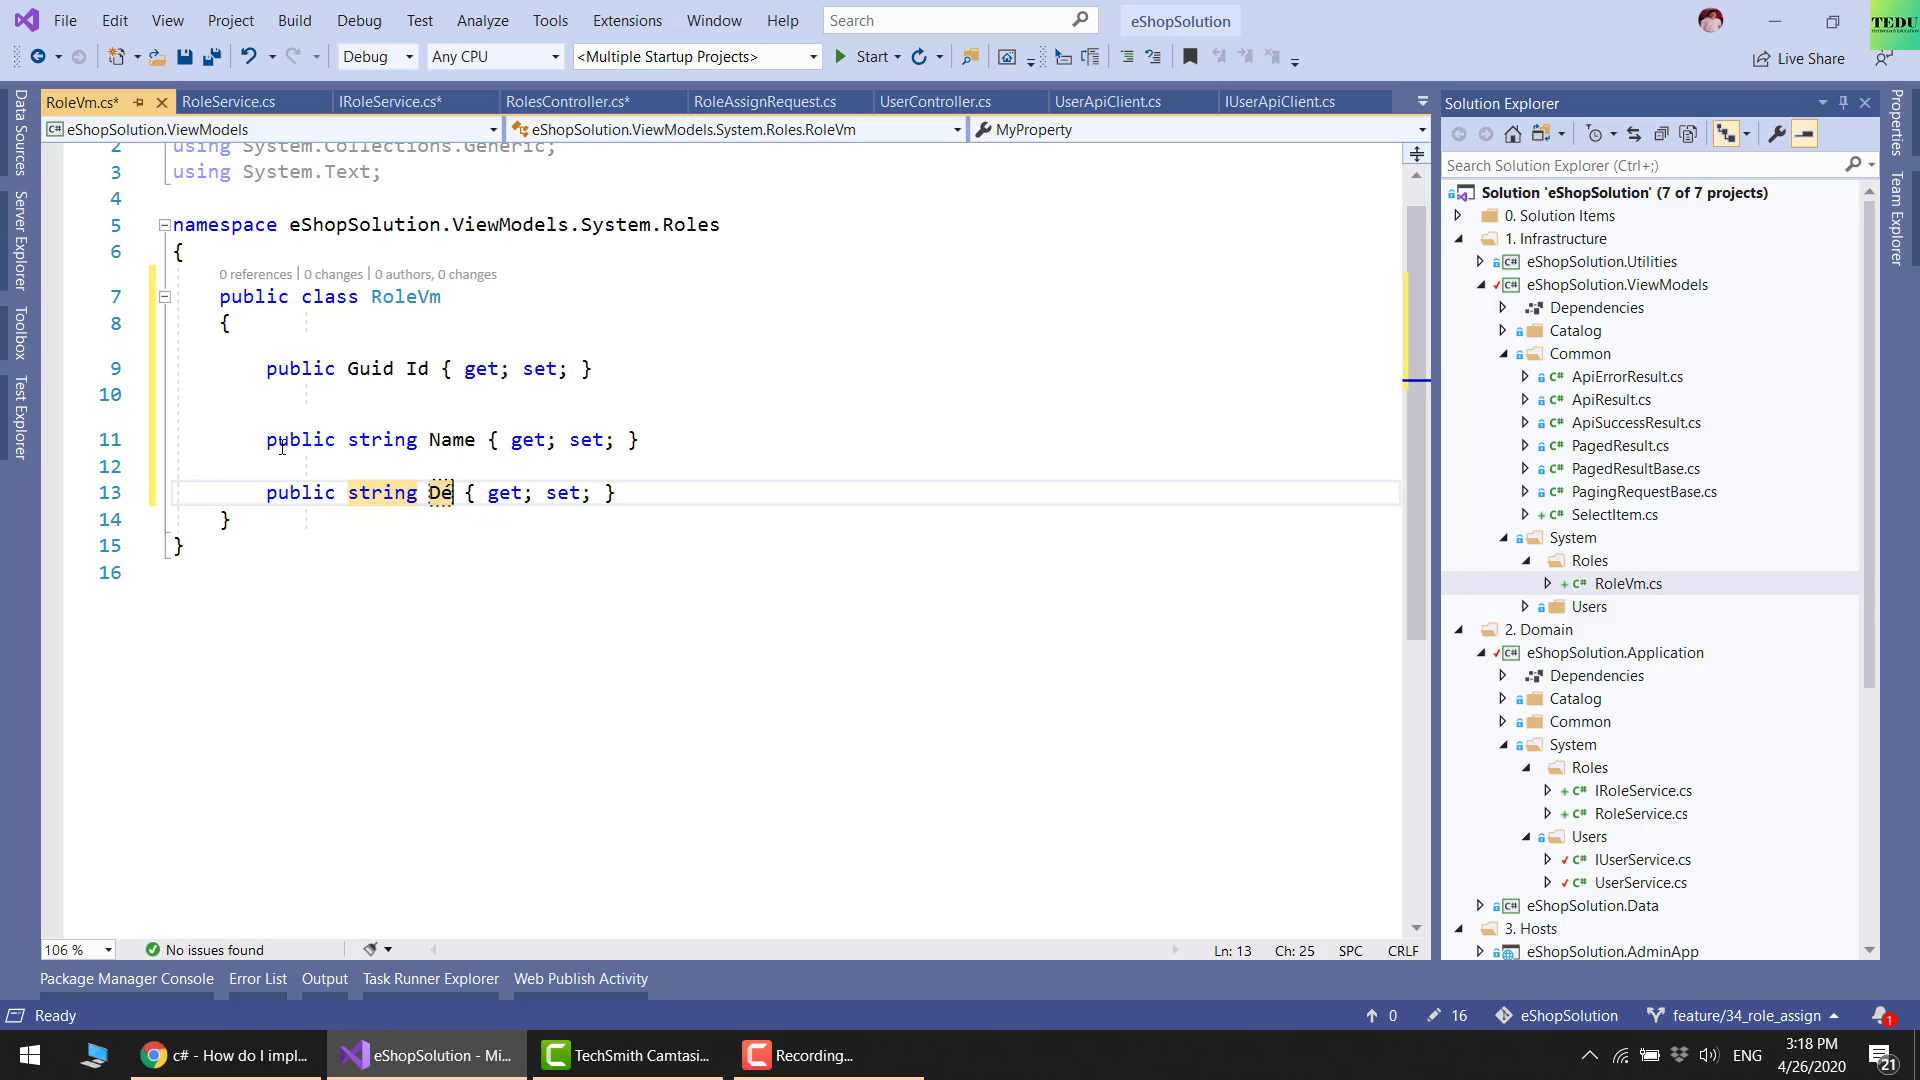 File Edit View Project Build Debug Test Analyze Tools Extensions Window Help Search eShopSolution
TEDU
Debug Any CPU <Multiple Startup Projects> Start Live Share
RoleVm.cs* RoleService.cs IRoleService.cs* RolesController.cs* RoleAssignRequest.cs UserController.cs UserApiClient.cs IUserApiClient.cs
eShopSolution.ViewModels eShopSolution.ViewModels.System.Roles.RoleVm MyProperty
2 using System.Collections.Generic;
3 using System.Text;
4
5 namespace eShopSolution.ViewModels.System.Roles
6 {
0 references | 0 changes | 0 authors, 0 changes
7 public class RoleVm
8 {
9 public Guid Id { get; set; }
10
11 public string Name { get; set; }
12
13 public string Dé { get; set; }
14 }
15 }
16
106 % No issues found Ln: 13 Ch: 25 SPC CRLF
Package Manager Console Error List Output Task Runner Explorer Web Publish Activity
Ready 0 16 eShopSolution feature/34_role_assign 1
Data Sources
Server Explorer
Toolbox
Test Explorer
Solution Explorer
Search Solution Explorer (Ctrl+;)
Solution 'eShopSolution' (7 of 7 projects)
0. Solution Items
1. Infrastructure
C# eShopSolution.Utilities
C# eShopSolution.ViewModels
Dependencies
Catalog
Common
C# ApiErrorResult.cs
C# ApiResult.cs
C# ApiSuccessResult.cs
C# PagedResult.cs
C# PagedResultBase.cs
C# PagingRequestBase.cs
C# SelectItem.cs
System
Roles
C# RoleVm.cs
Users
2. Domain
C# eShopSolution.Application
Dependencies
Catalog
Common
System
Roles
C# IRoleService.cs
C# RoleService.cs
Users
C# IUserService.cs
C# UserService.cs
C# eShopSolution.Data
3. Hosts
eShopSolution.AdminApp
Properties
Team Explorer
c# - How do I impl... eShopSolution - Mi... TechSmith Camtasi... Recording... ENG 3:18 PM
4/26/2020
21